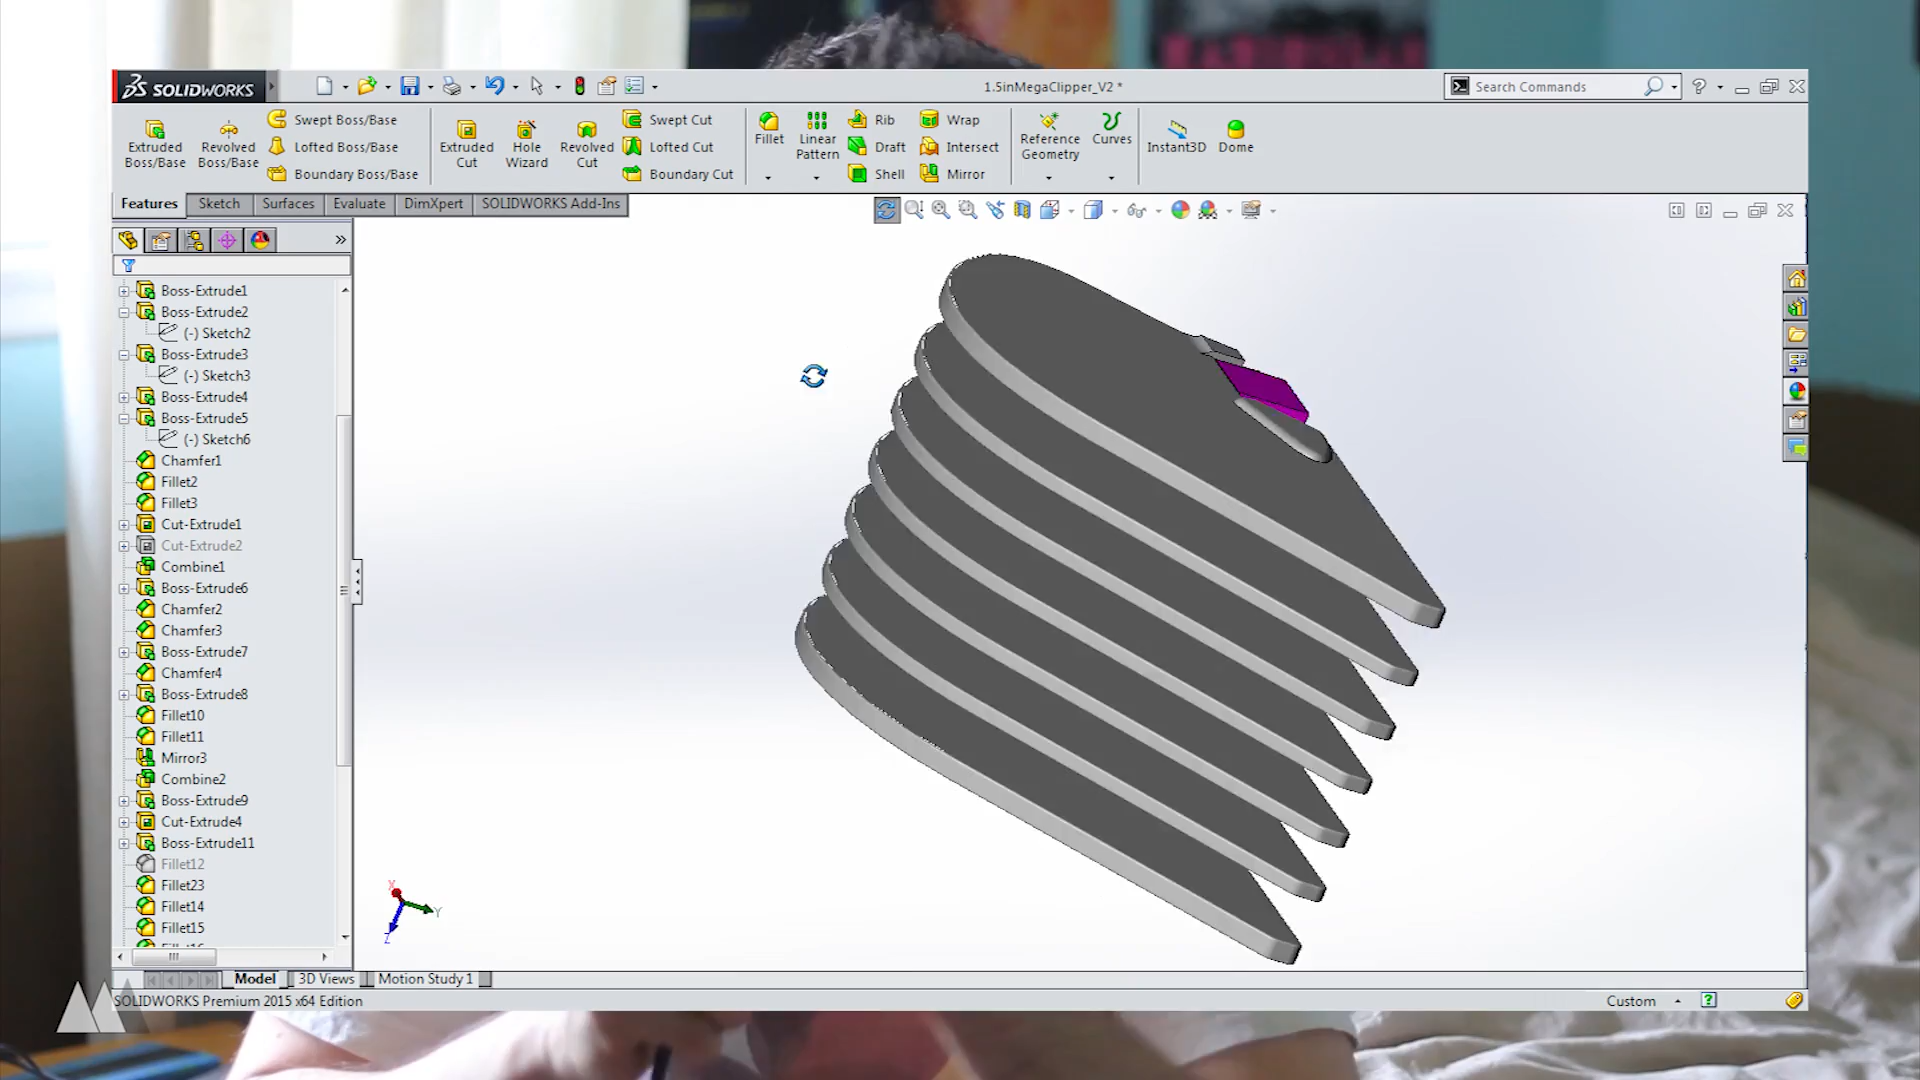 SOLIDWORKS
1.5inMegaClipper_V2 *
Search Commands
Extruded Boss/Base
Revolved Boss/Base
Swept Boss/Base
Lofted Boss/Base
Boundary Boss/Base
Extruded Cut
Hole Wizard
Revolved Cut
Swept Cut
Lofted Cut
Boundary Cut
Fillet
Linear Pattern
Rib
Draft
Shell
Wrap
Intersect
Mirror
Reference Geometry
Curves
Instant3D
Dome
Features Sketch Surfaces Evaluate DimXpert SOLIDWORKS Add-Ins
Boss-Extrude1
Boss-Extrude2
(-) Sketch2
Boss-Extrude3
(-) Sketch3
Boss-Extrude4
Boss-Extrude5
(-) Sketch6
Chamfer1
Fillet2
Fillet3
Cut-Extrude1
Cut-Extrude2
Combine1
Boss-Extrude6
Chamfer2
Chamfer3
Boss-Extrude7
Chamfer4
Boss-Extrude8
Fillet10
Fillet11
Mirror3
Combine2
Boss-Extrude9
Cut-Extrude4
Boss-Extrude11
Fillet12
Fillet23
Fillet14
Fillet15
X
Y
Z
Model 3D Views Motion Study 1
SOLIDWORKS Premium 2015 x64 Edition
Custom